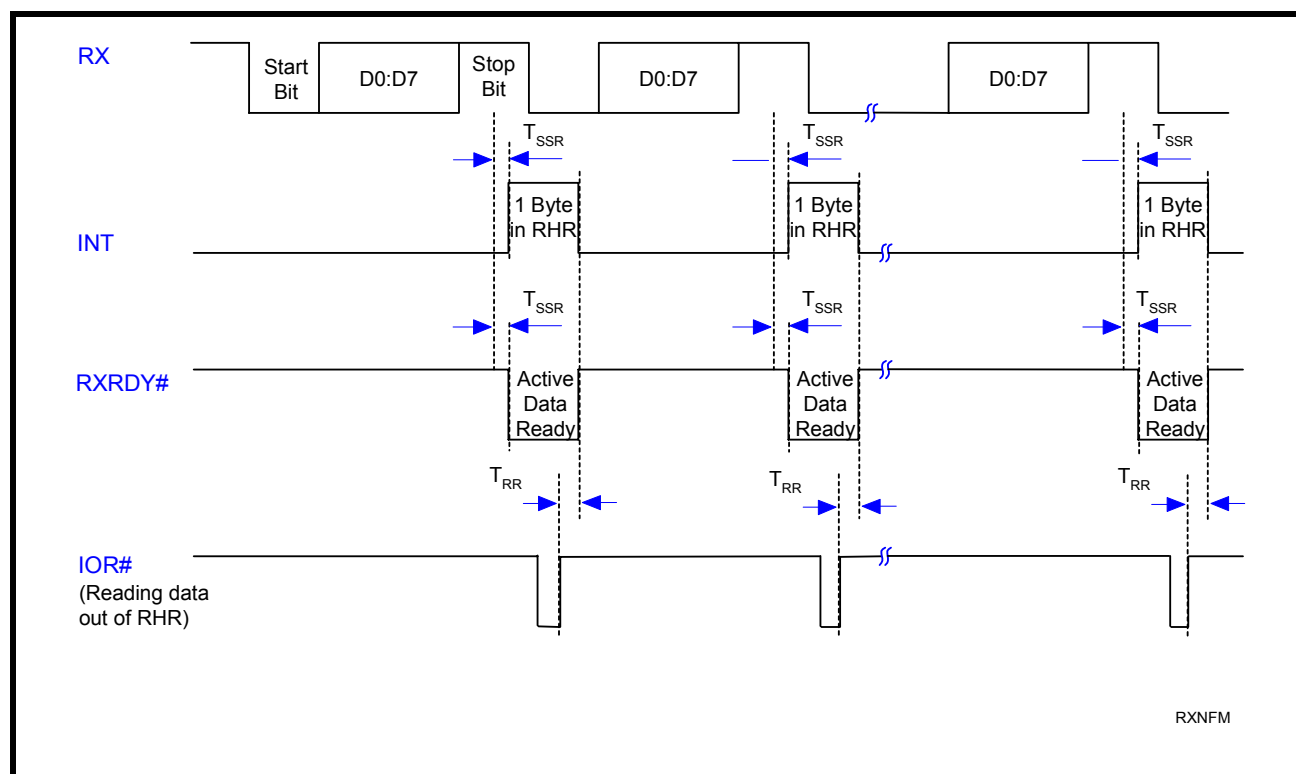 RX
Start
Bit
D0:D7
Stop
Bit
D0:D7
D0:D7
TSSR
TSSR
TSSR
INT
1 Byte
in RHR
1 Byte
in RHR
1 Byte
in RHR
TSSR
TSSR
TSSR
RXRDY#
Active
Data
Ready
Active
Data
Ready
Active
Data
Ready
TRR
TRR
TRR
IOR#
(Reading data
out of RHR)
RXNFM